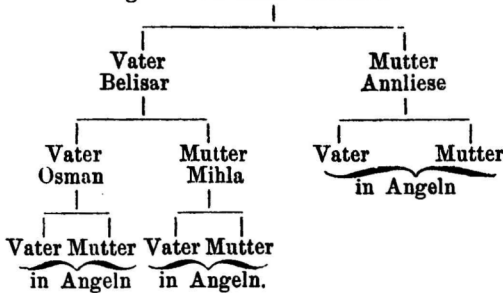 Vater Mutter
Belisar Annliese
Vater Mutter Vater Mutter
Osman Mihla in Angeln
Vater Mutter Vater Mutter
in Angeln in Angeln.